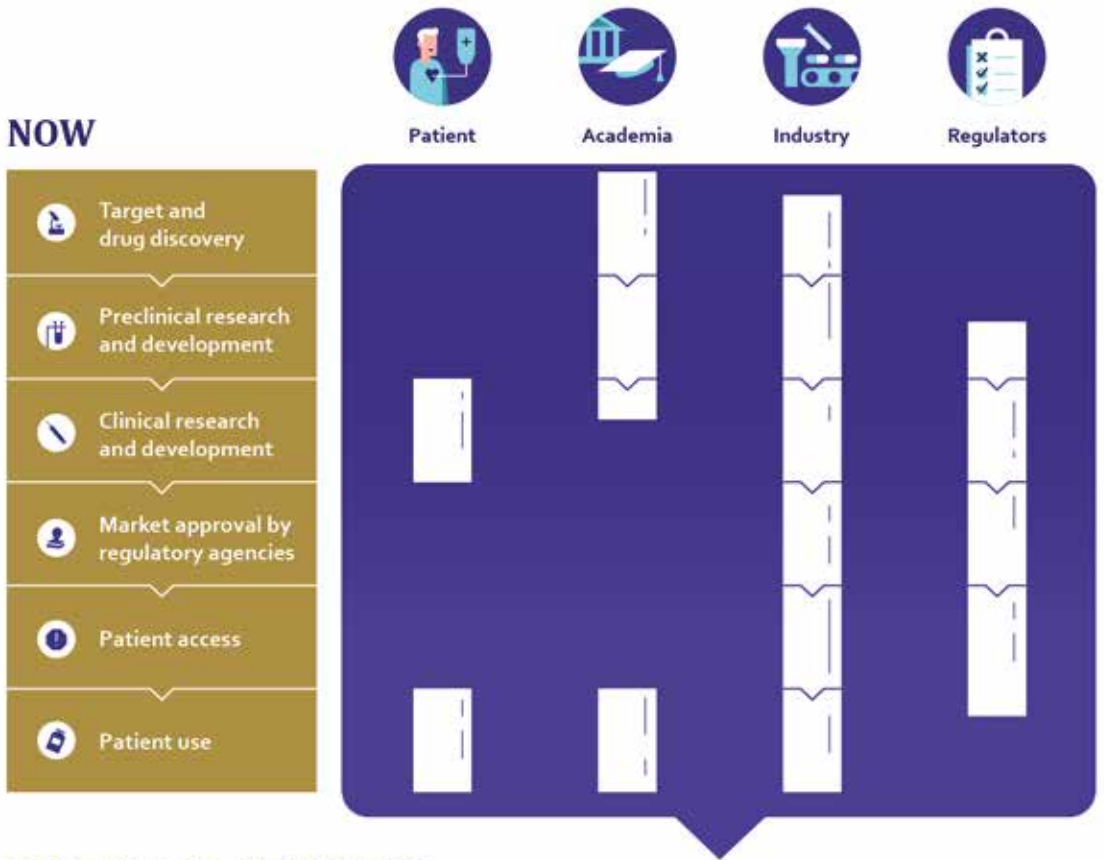 Patient
Academia
Industry
Regulators
NOW
Target and
drug discovery
Preclinical research
and development
Clinical research
and development
Market approval by
regulatory agencies
Patient access
Patient use